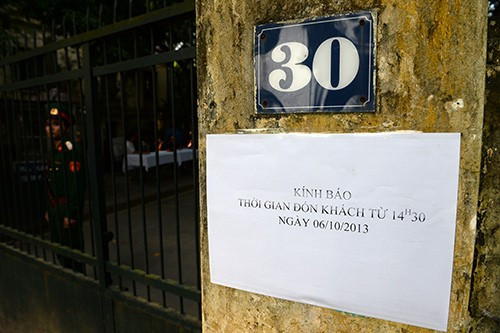 30
KÍNH BÁO
THỜI GIAN ĐÓN KHÁCH TỪ 14H30
NGÀY 06/10/2013